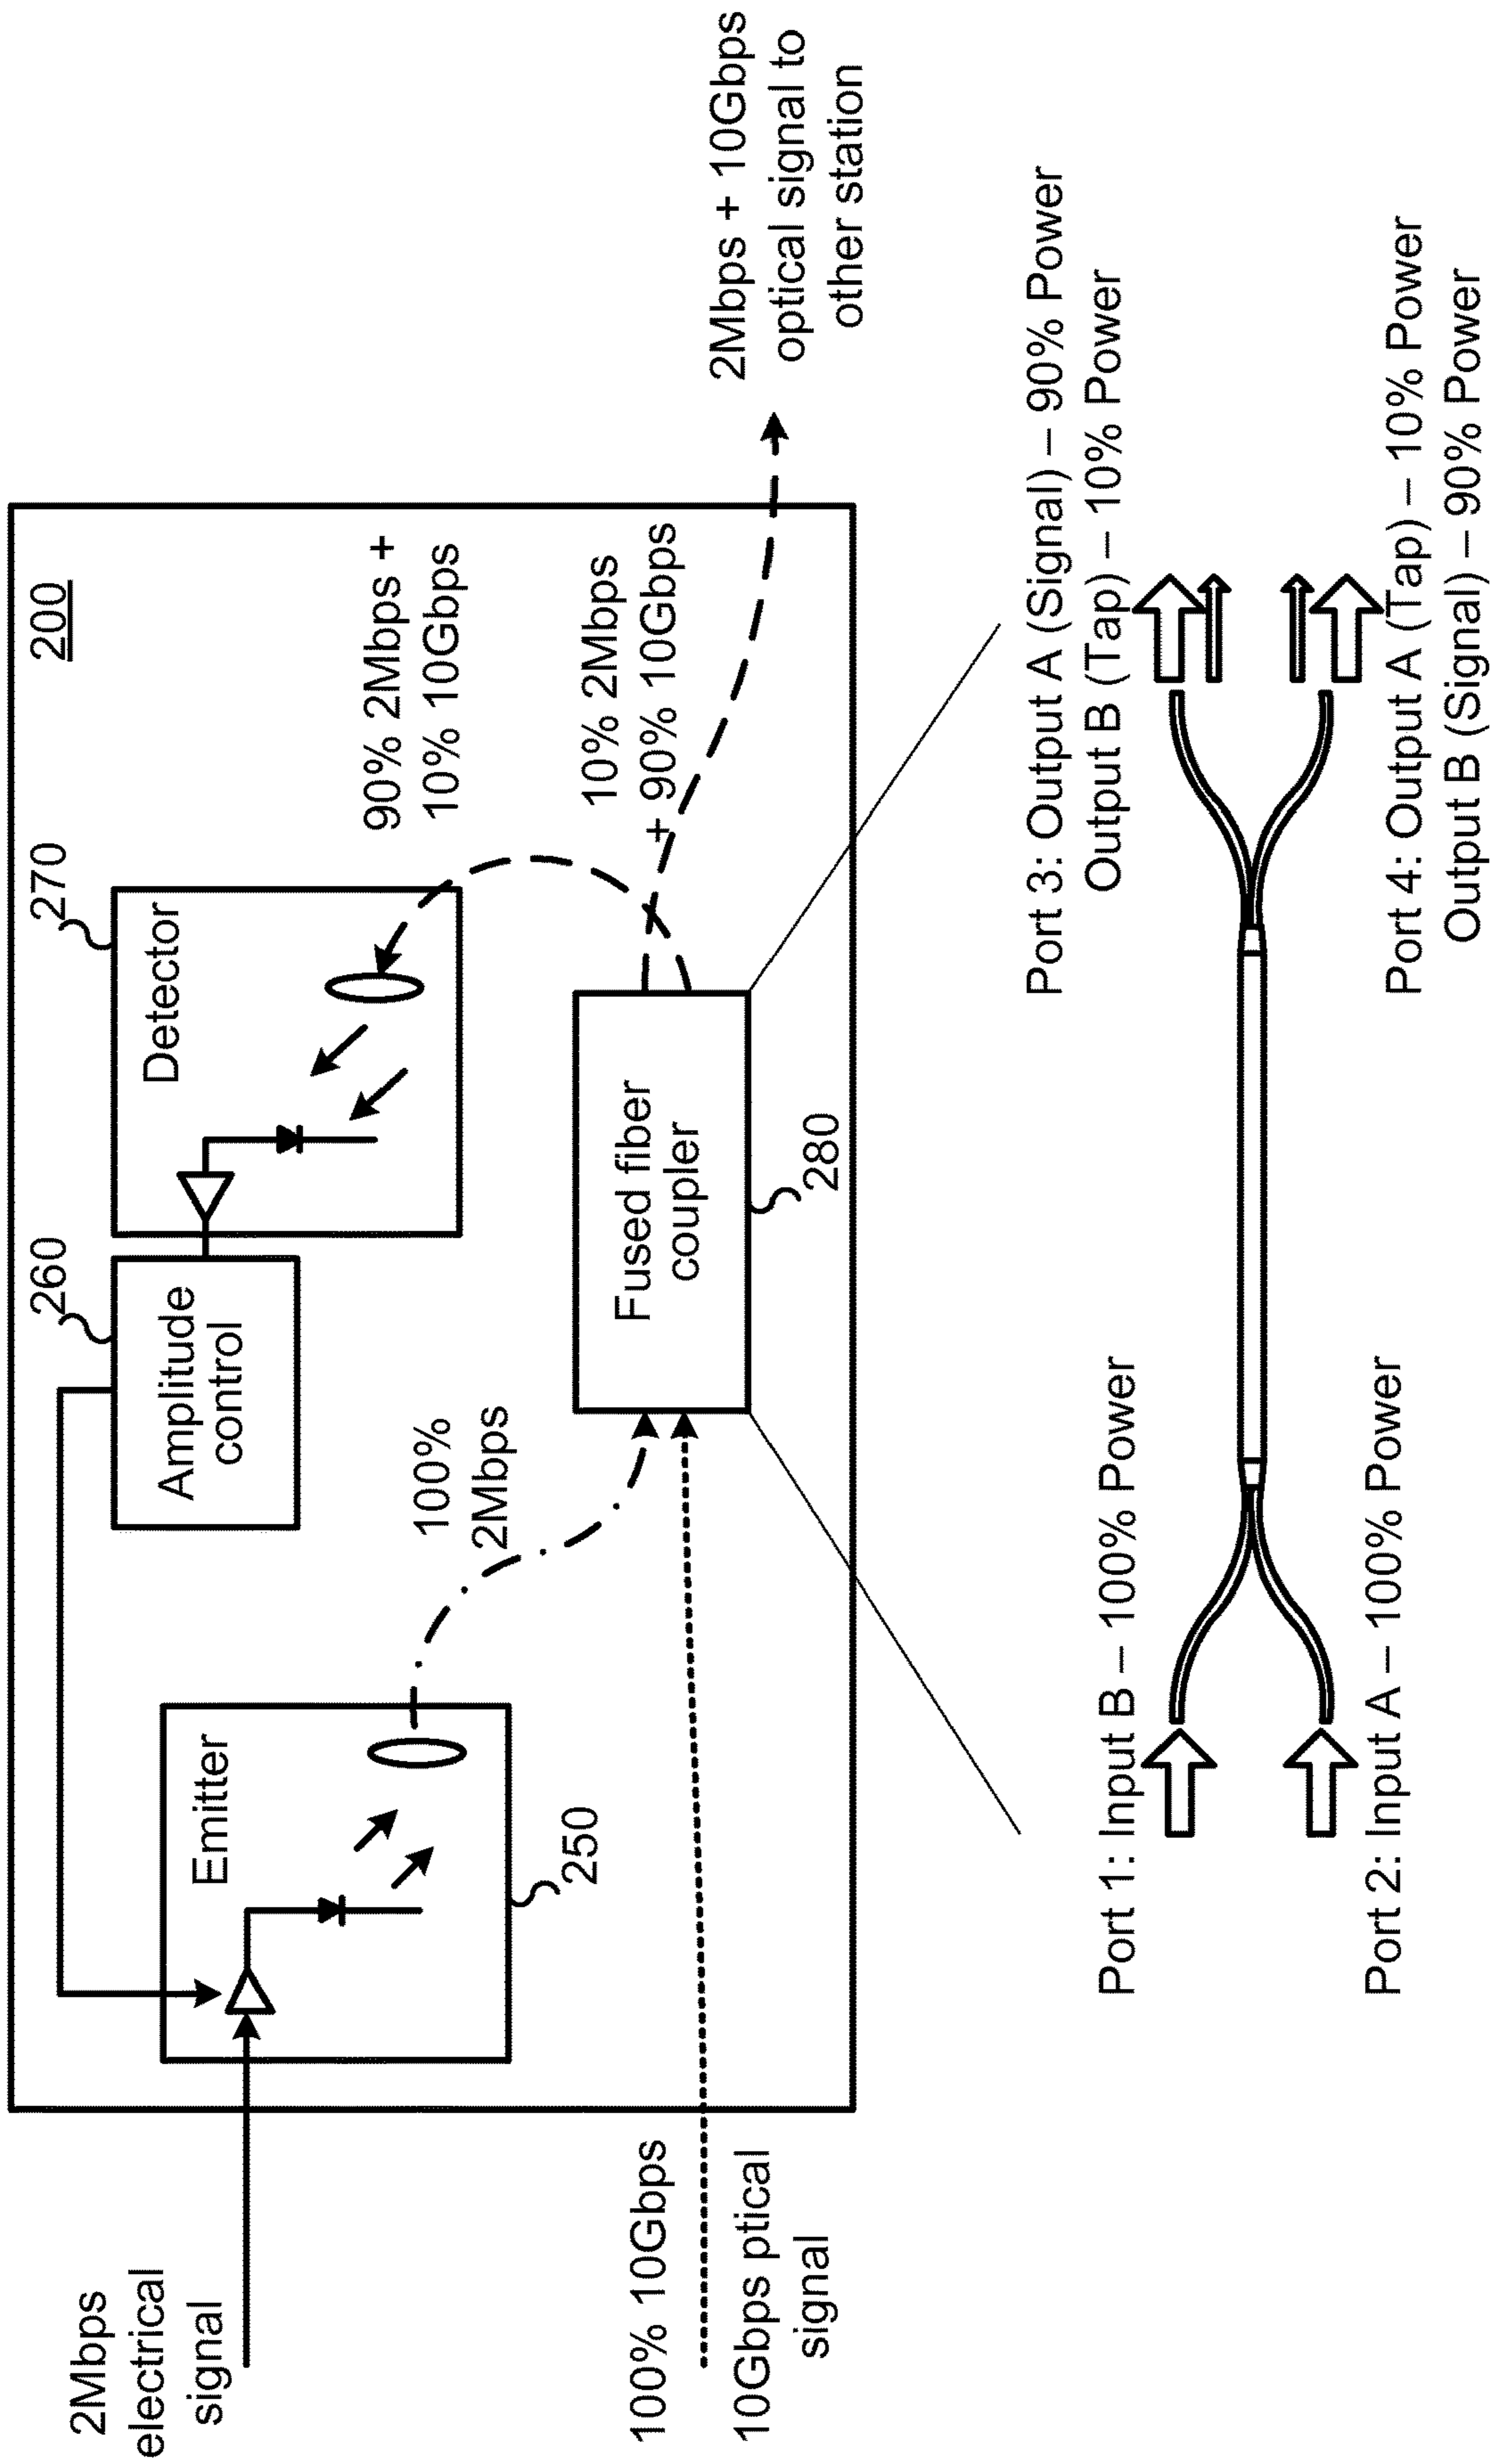 200
2Mbps
electrical
signal
Emitter
250
Amplitude
control
260
Detector
270
100%
2Mbps
90% 2Mbps +
10% 10Gbps
10% 2Mbps
+ 90% 10Gbps
Fused fiber
coupler
280
100% 10Gbps
10Gbps ptical
signal
2Mbps + 10Gbps
optical signal to
other station
Port 1: Input B – 100% Power
Port 2: Input A – 100% Power
Port 3: Output A (Signal) – 90% Power
Output B (Tap) – 10% Power
Port 4: Output A (Tap) – 10% Power
Output B (Signal) – 90% Power